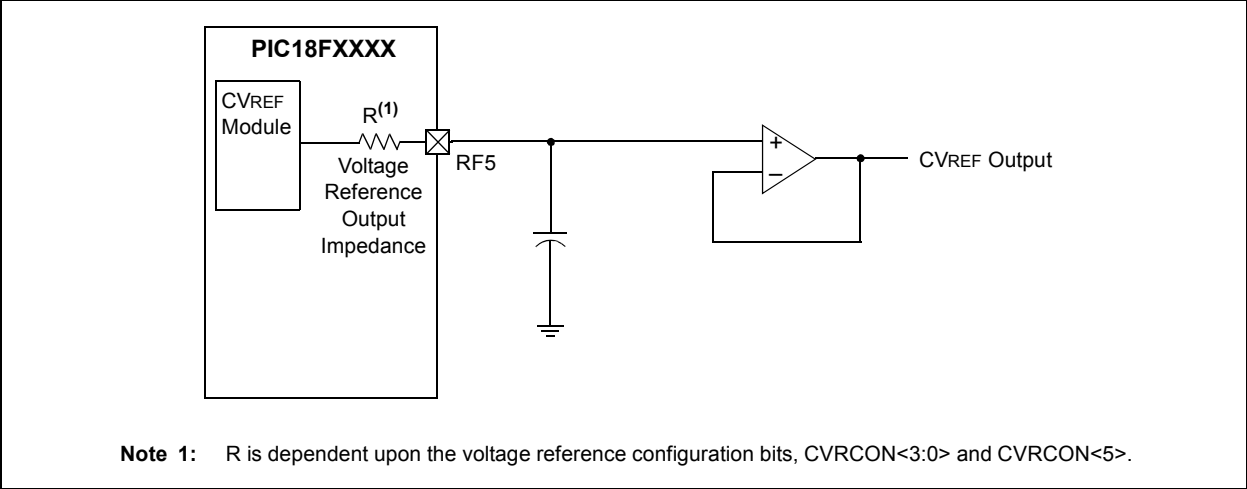 PIC18FXXXX
CVREF
Module
R(1)
Voltage
Reference
Output
Impedance
RF5
+
–
CVREF Output
Note 1: R is dependent upon the voltage reference configuration bits, CVRCON<3:0> and CVRCON<5>.